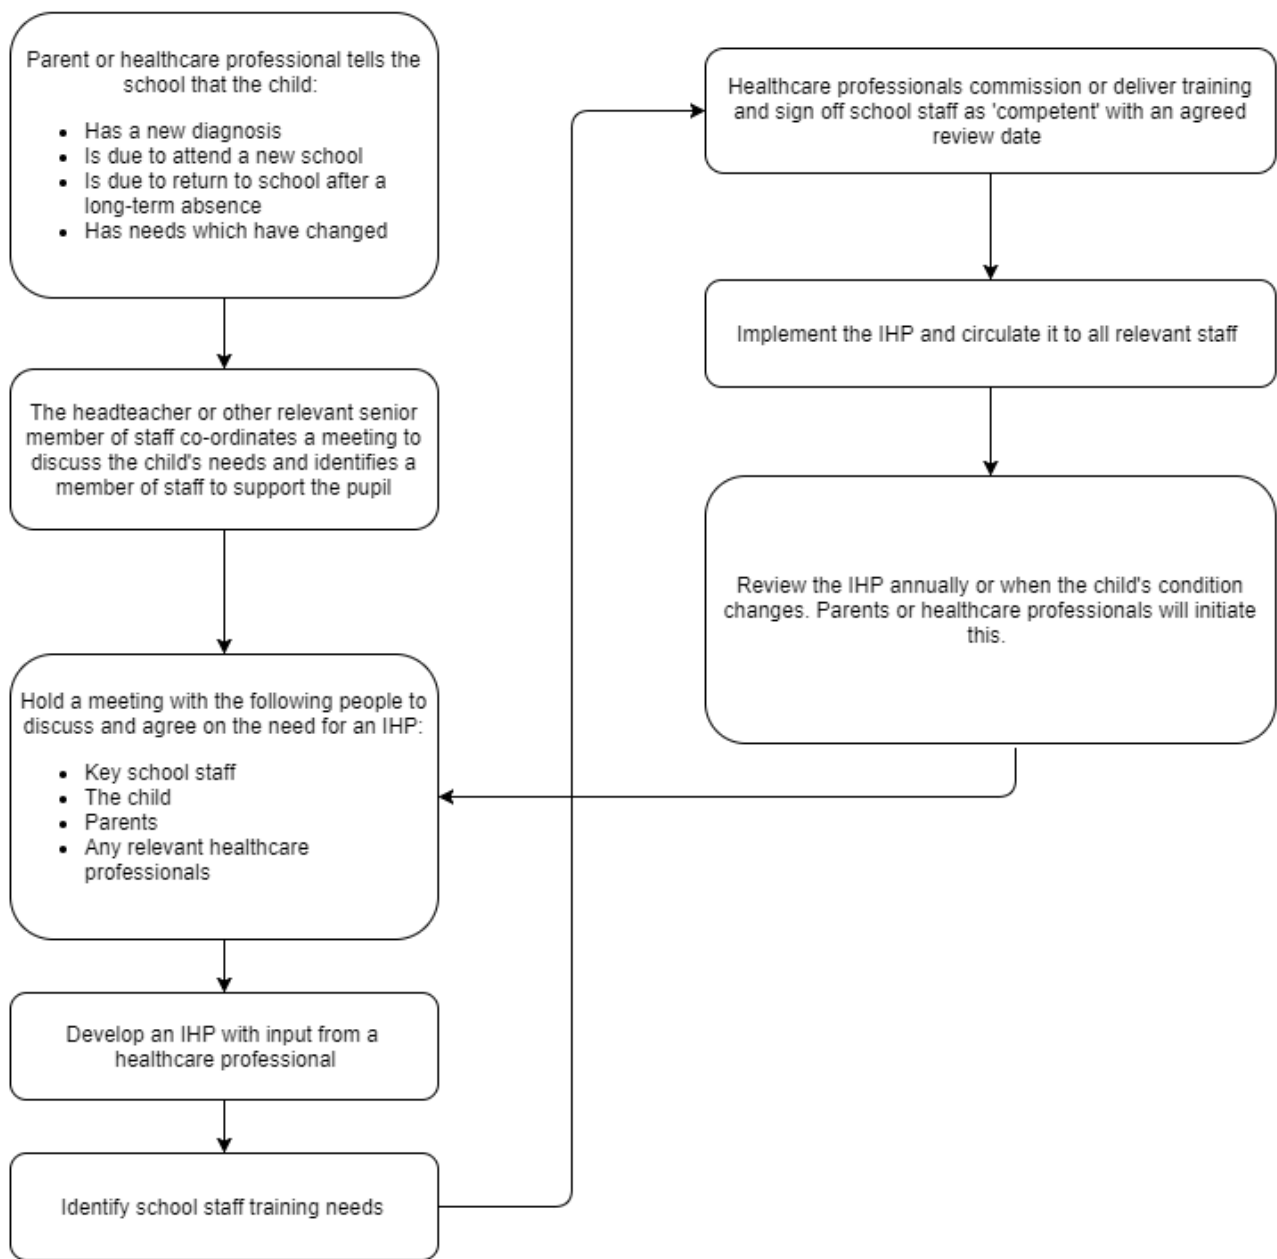 Parent or healthcare professional tells the
school that the child:
• Has a new diagnosis
• Is due to attend a new school
• Is due to return to school after a
long-term absence
• Has needs which have changed
The headteacher or other relevant senior
member of staff co-ordinates a meeting to
discuss the child's needs and identifies a
member of staff to support the pupil
Hold a meeting with the following people to
discuss and agree on the need for an IHP:
• Key school staff
• The child
• Parents
• Any relevant healthcare
professionals
Develop an IHP with input from a
healthcare professional
Identify school staff training needs
Healthcare professionals commission or deliver training
and sign off school staff as 'competent' with an agreed
review date
Implement the IHP and circulate it to all relevant staff
Review the IHP annually or when the child's condition
changes. Parents or healthcare professionals will initiate
this.